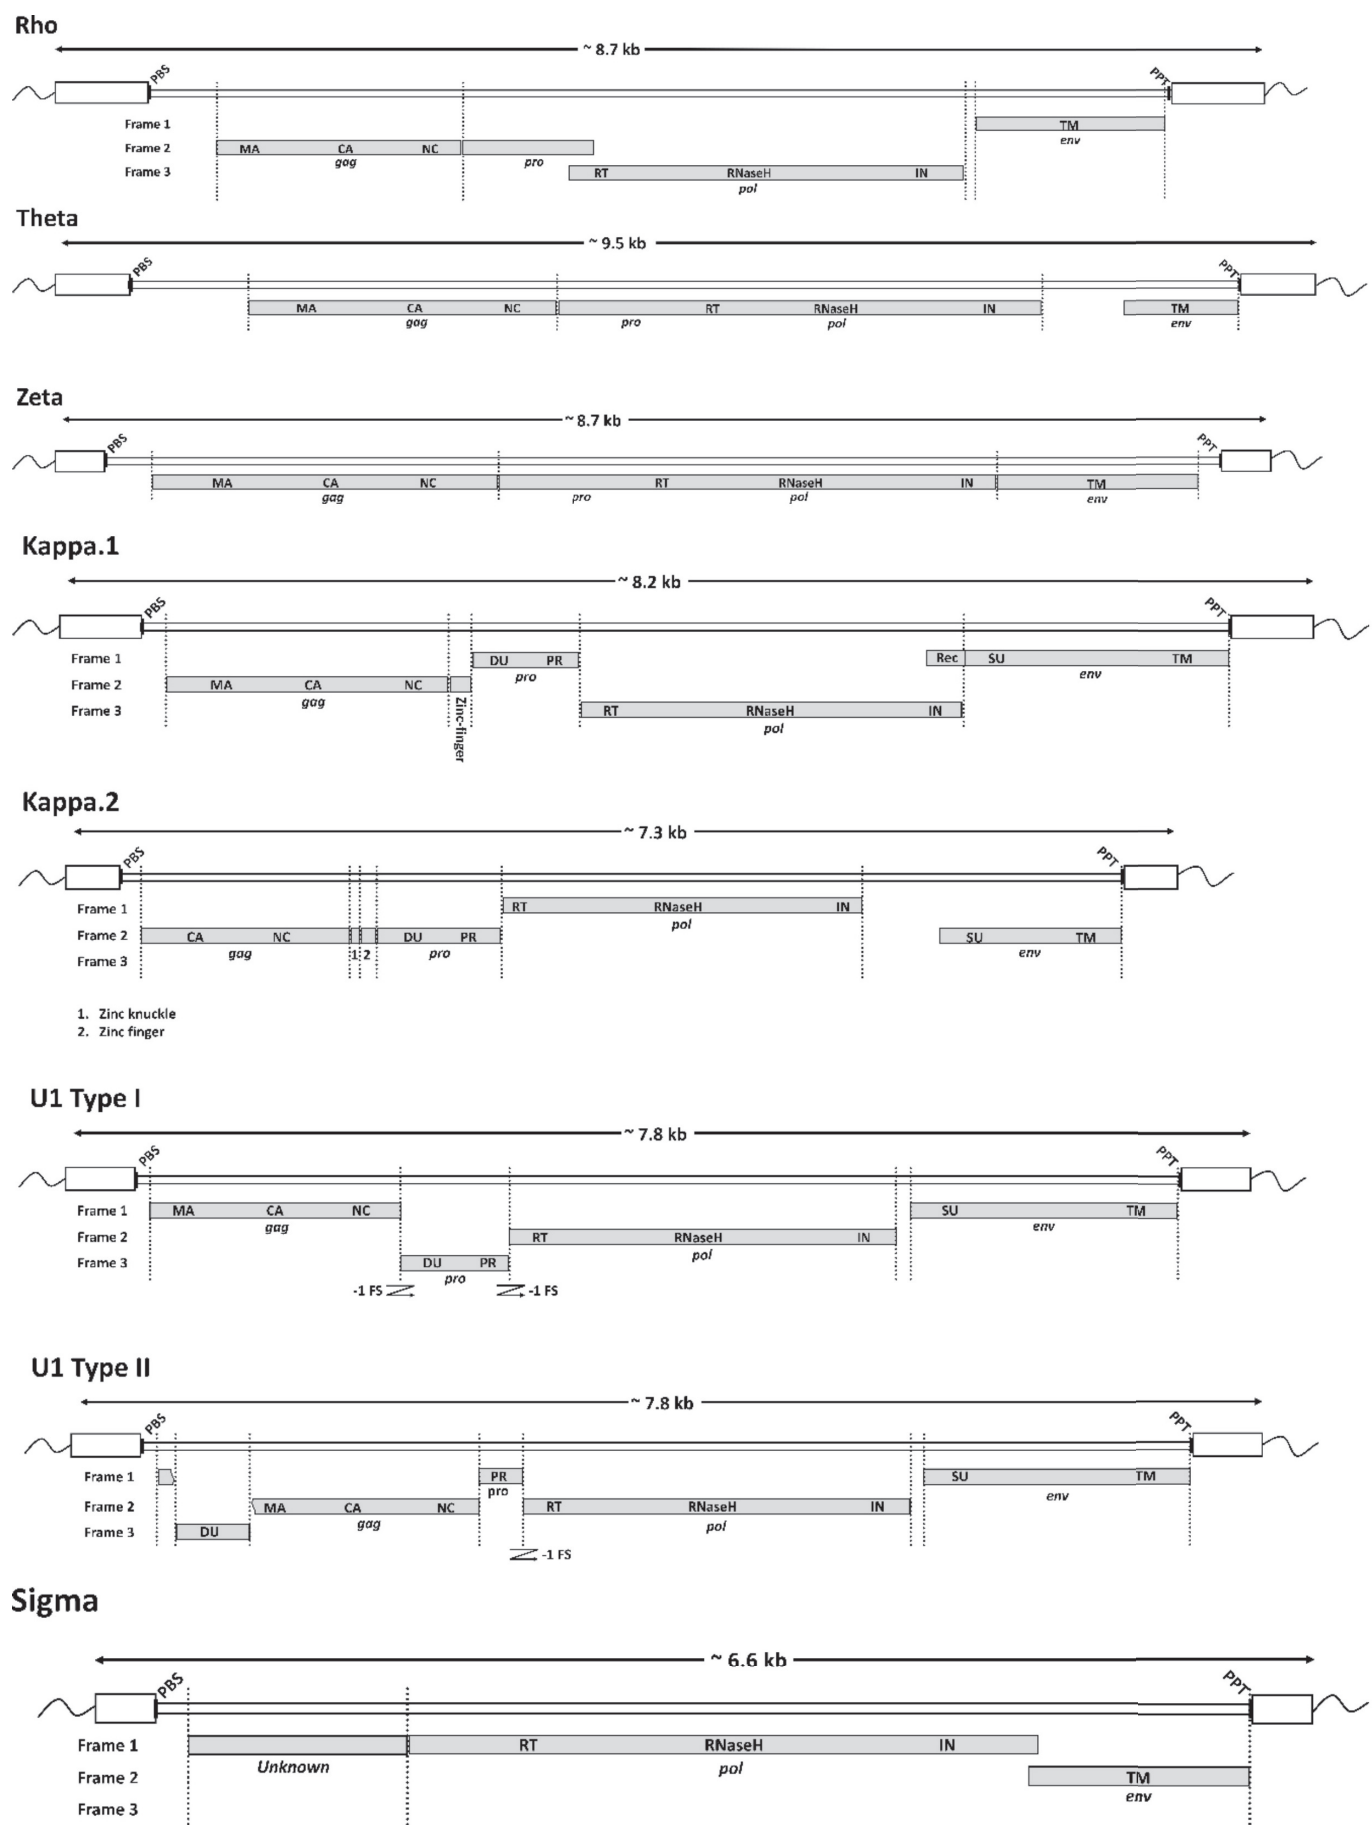 Rho
~ 8.7 kb
PBS
PPT
Frame 1
TM
env
Frame 2
MA CA NC
gag pro
Frame 3
RT RNaseH IN
pol
Theta
~ 9.5 kb
PBS
PPT
MA CA NC RT RNaseH IN TM
gag pro pol env
Zeta
~ 8.7 kb
PBS
PPT
MA CA NC RT RNaseH IN TM
gag pro pol env
Kappa.1
~ 8.2 kb
PBS
PPT
Frame 1 DU PR Rec SU TM
pro env
Frame 2 MA CA NC
gag
Zinc-finger
Frame 3 RT RNaseH IN
pol
Kappa.2
~ 7.3 kb
PBS
PPT
Frame 1 RT RNaseH IN
pol
Frame 2 CA NC DU PR SU TM
gag 1 2 pro env
Frame 3
1. Zinc knuckle
2. Zinc finger
U1 Type I
~ 7.8 kb
PBS
PPT
Frame 1 MA CA NC SU TM
gag env
Frame 2 RT RNaseH IN
pol
Frame 3 DU PR
pro
-1 FS -1 FS
U1 Type II
~ 7.8 kb
PBS
PPT
Frame 1 PR SU TM
pro env
Frame 2 MA CA NC RT RNaseH IN
gag pol
Frame 3 DU
-1 FS
Sigma
~ 6.6 kb
PBS
PPT
Frame 1 RT RNaseH IN
Unknown pol
Frame 2 TM
env
Frame 3